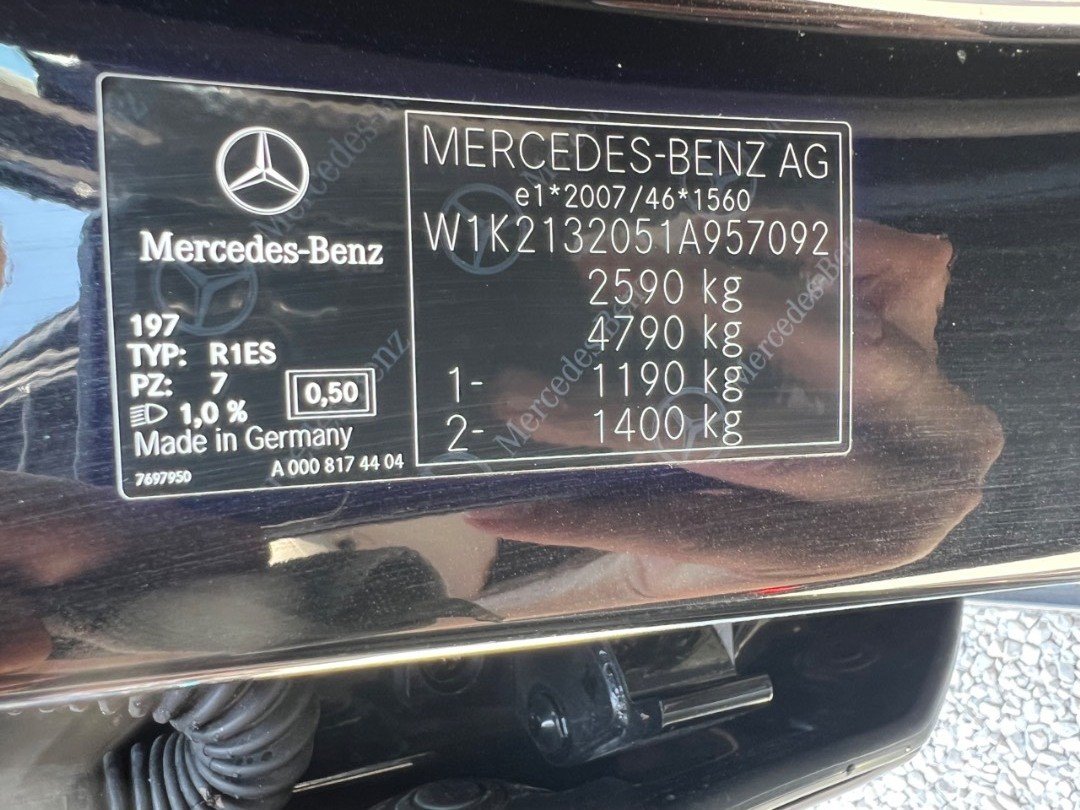 Mercedes-Benz
197
TYP: R1ES
PZ: 7
1,0 %
0,50
Made in Germany
7697950
A 000 817 44 04
MERCEDES-BENZ AG
e1*2007/46*1560
W1K2132051A957092
2590 kg
4790 kg
1- 1190 kg
2- 1400 kg